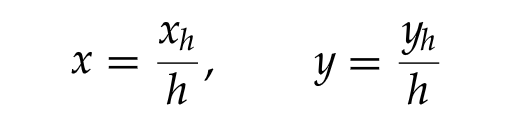 x = x_h / h,    y = y_h / h